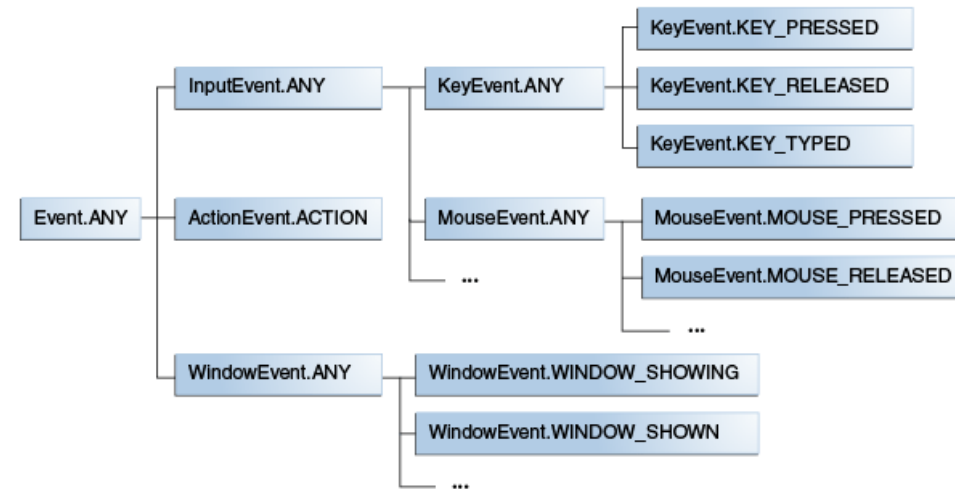 KeyEvent.KEY_PRESSED
InputEvent.ANY
KeyEvent.ANY
KeyEvent.KEY_RELEASED
KeyEvent.KEY_TYPED
Event.ANY
ActionEvent.ACTION
MouseEvent.ANY
MouseEvent.MOUSE_PRESSED
MouseEvent.MOUSE_RELEASED
...
...
WindowEvent.ANY
WindowEvent.WINDOW_SHOWING
WindowEvent.WINDOW_SHOWN
...